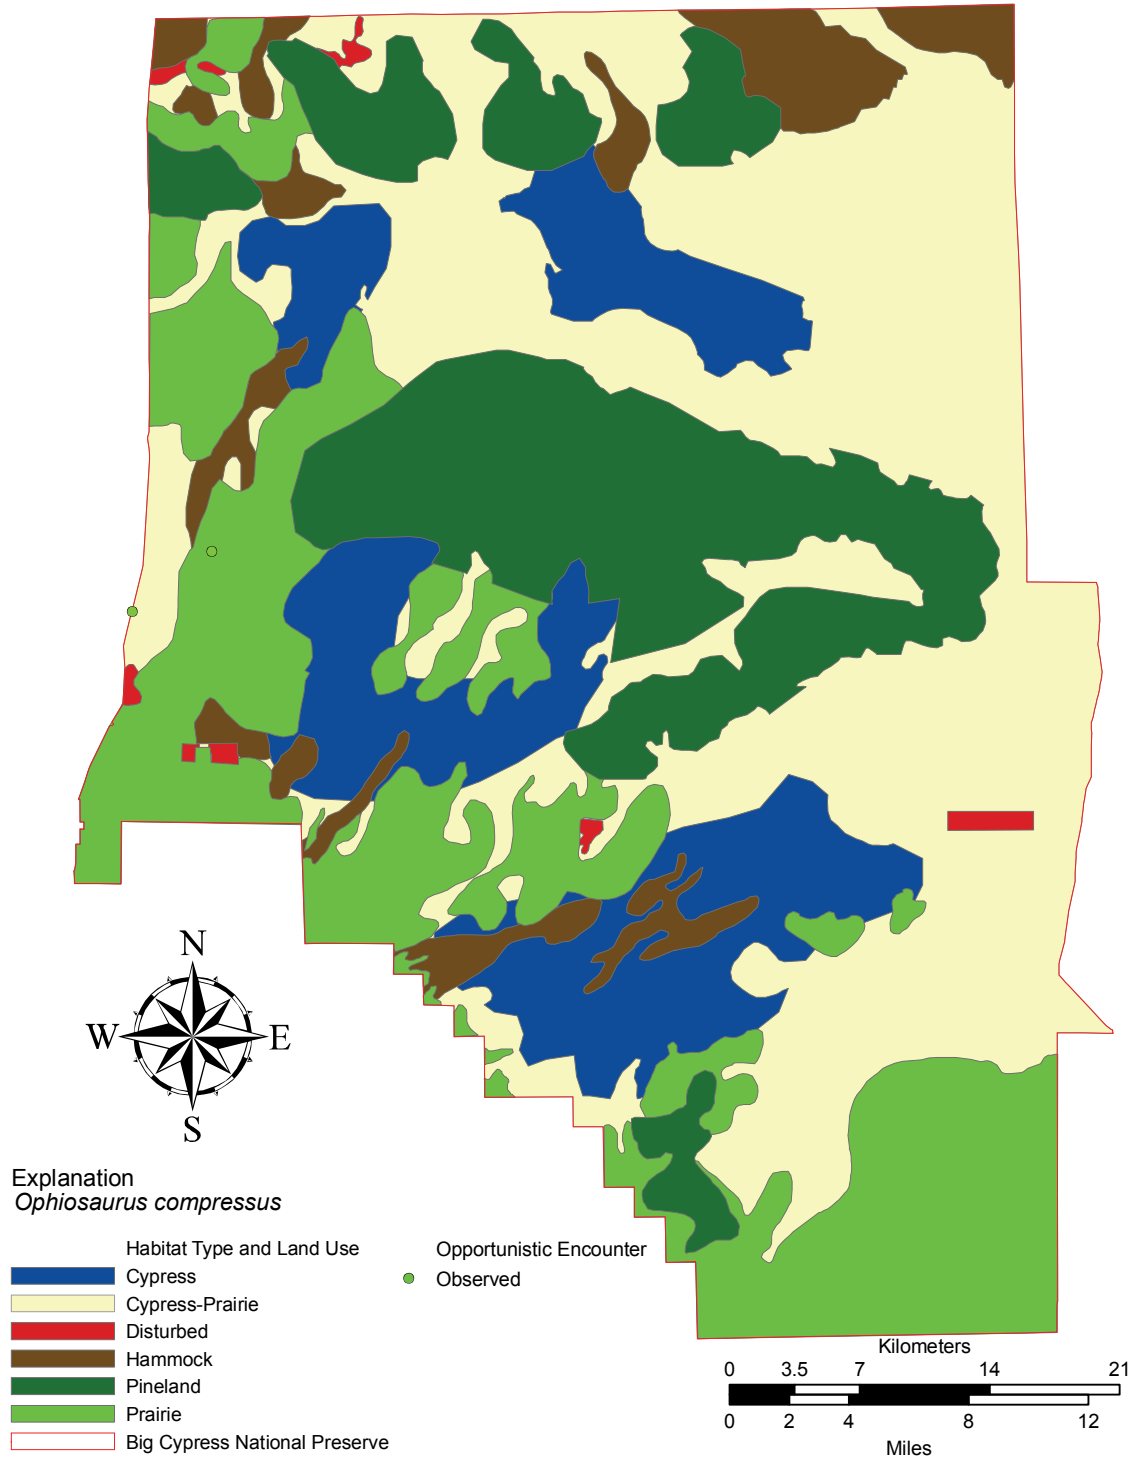 N
W E
S
Explanation
Ophiosaurus compressus
Habitat Type and Land Use
Cypress
Cypress-Prairie
Disturbed
Hammock
Pineland
Prairie
Big Cypress National Preserve
Opportunistic Encounter
Observed
Kilometers
0 3.5 7 14 21
0 2 4 8 12
Miles